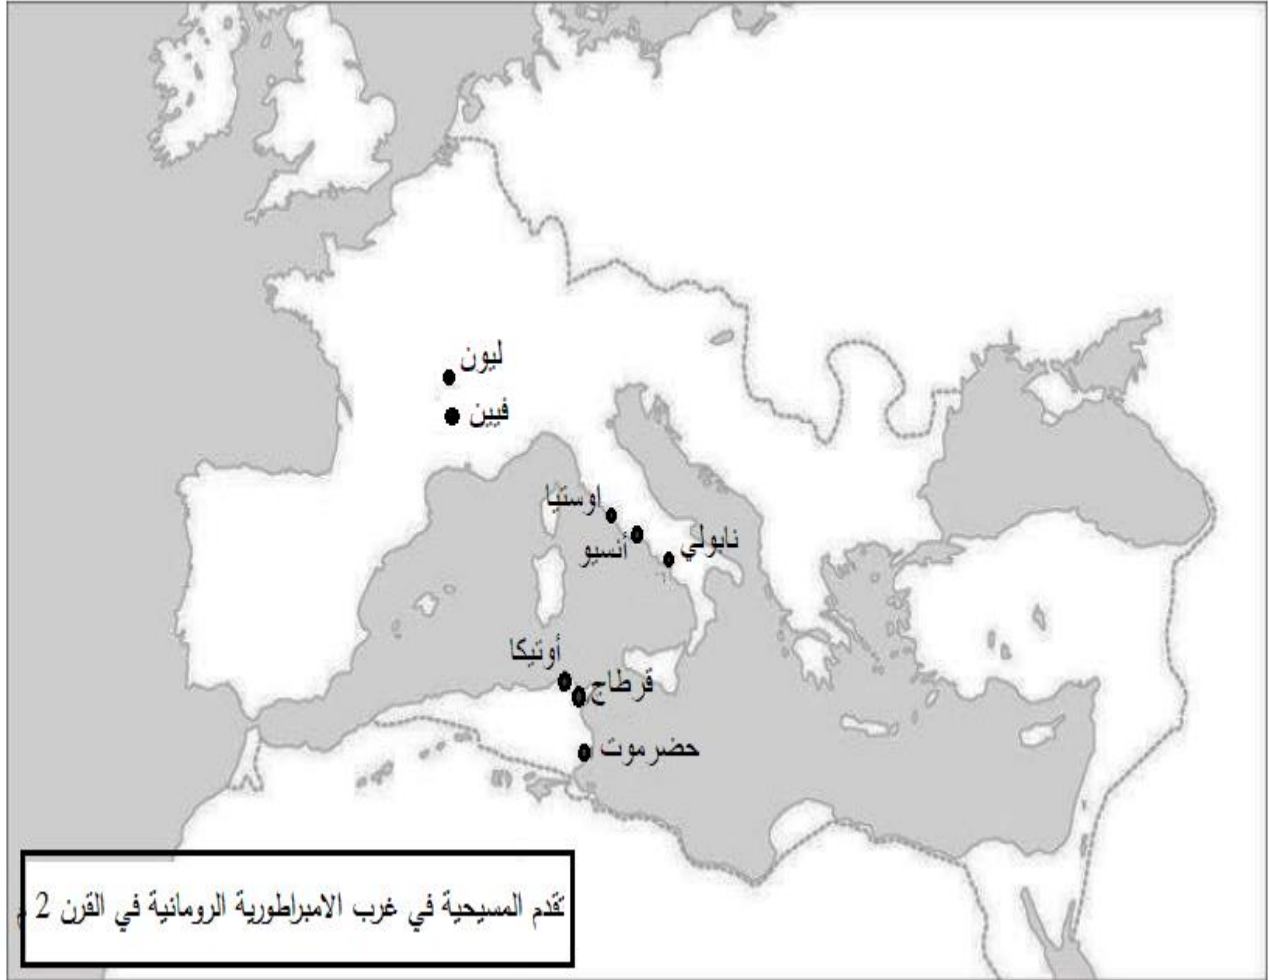 ليون
فيين
اوستيا
أنسيو
نابولي
أوتيكا
قرطاج
حضرموت
تقدم المسيحية في غرب الامبراطورية الرومانية في القرن 2 م